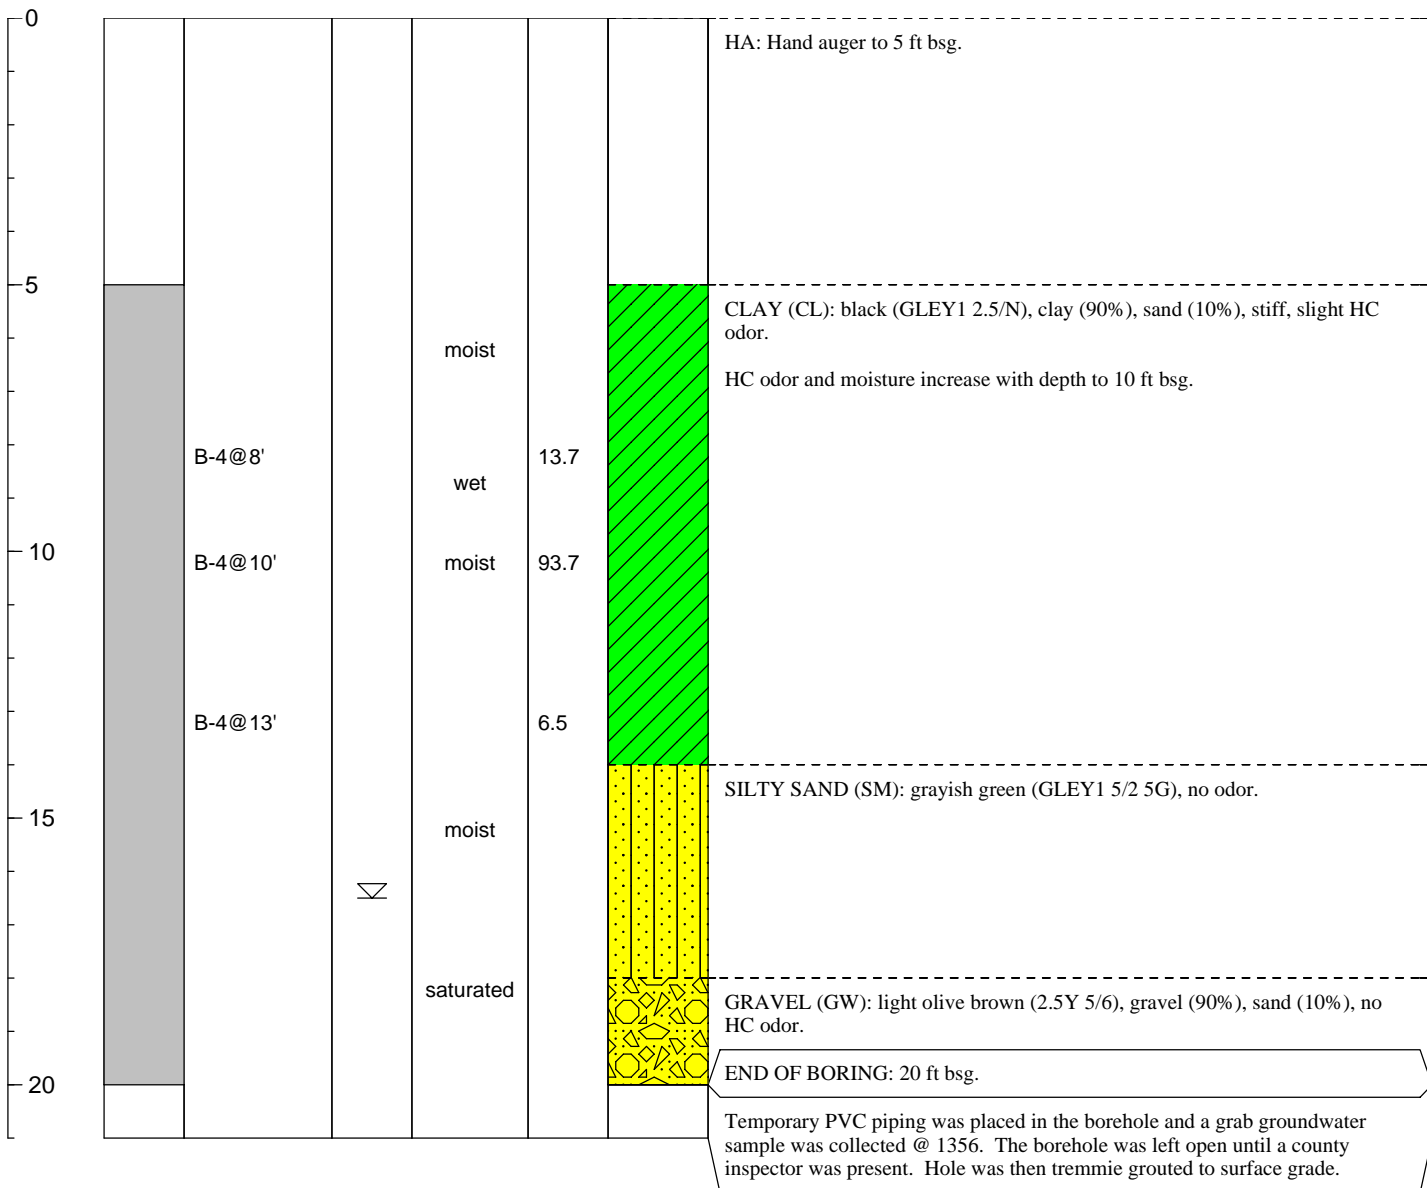 0
HA: Hand auger to 5 ft bsg.
5
CLAY (CL): black (GLEY1 2.5/N), clay (90%), sand (10%), stiff, slight HC
odor.
moist
HC odor and moisture increase with depth to 10 ft bsg.
B-4@8'
13.7
wet
10
B-4@10'
moist
93.7
B-4@13'
6.5
SILTY SAND (SM): grayish green (GLEY1 5/2 5G), no odor.
15
moist
saturated
GRAVEL (GW): light olive brown (2.5Y 5/6), gravel (90%), sand (10%), no
HC odor.
END OF BORING: 20 ft bsg.
20
Temporary PVC piping was placed in the borehole and a grab groundwater
sample was collected @ 1356.  The borehole was left open until a county
inspector was present.  Hole was then tremmie grouted to surface grade.